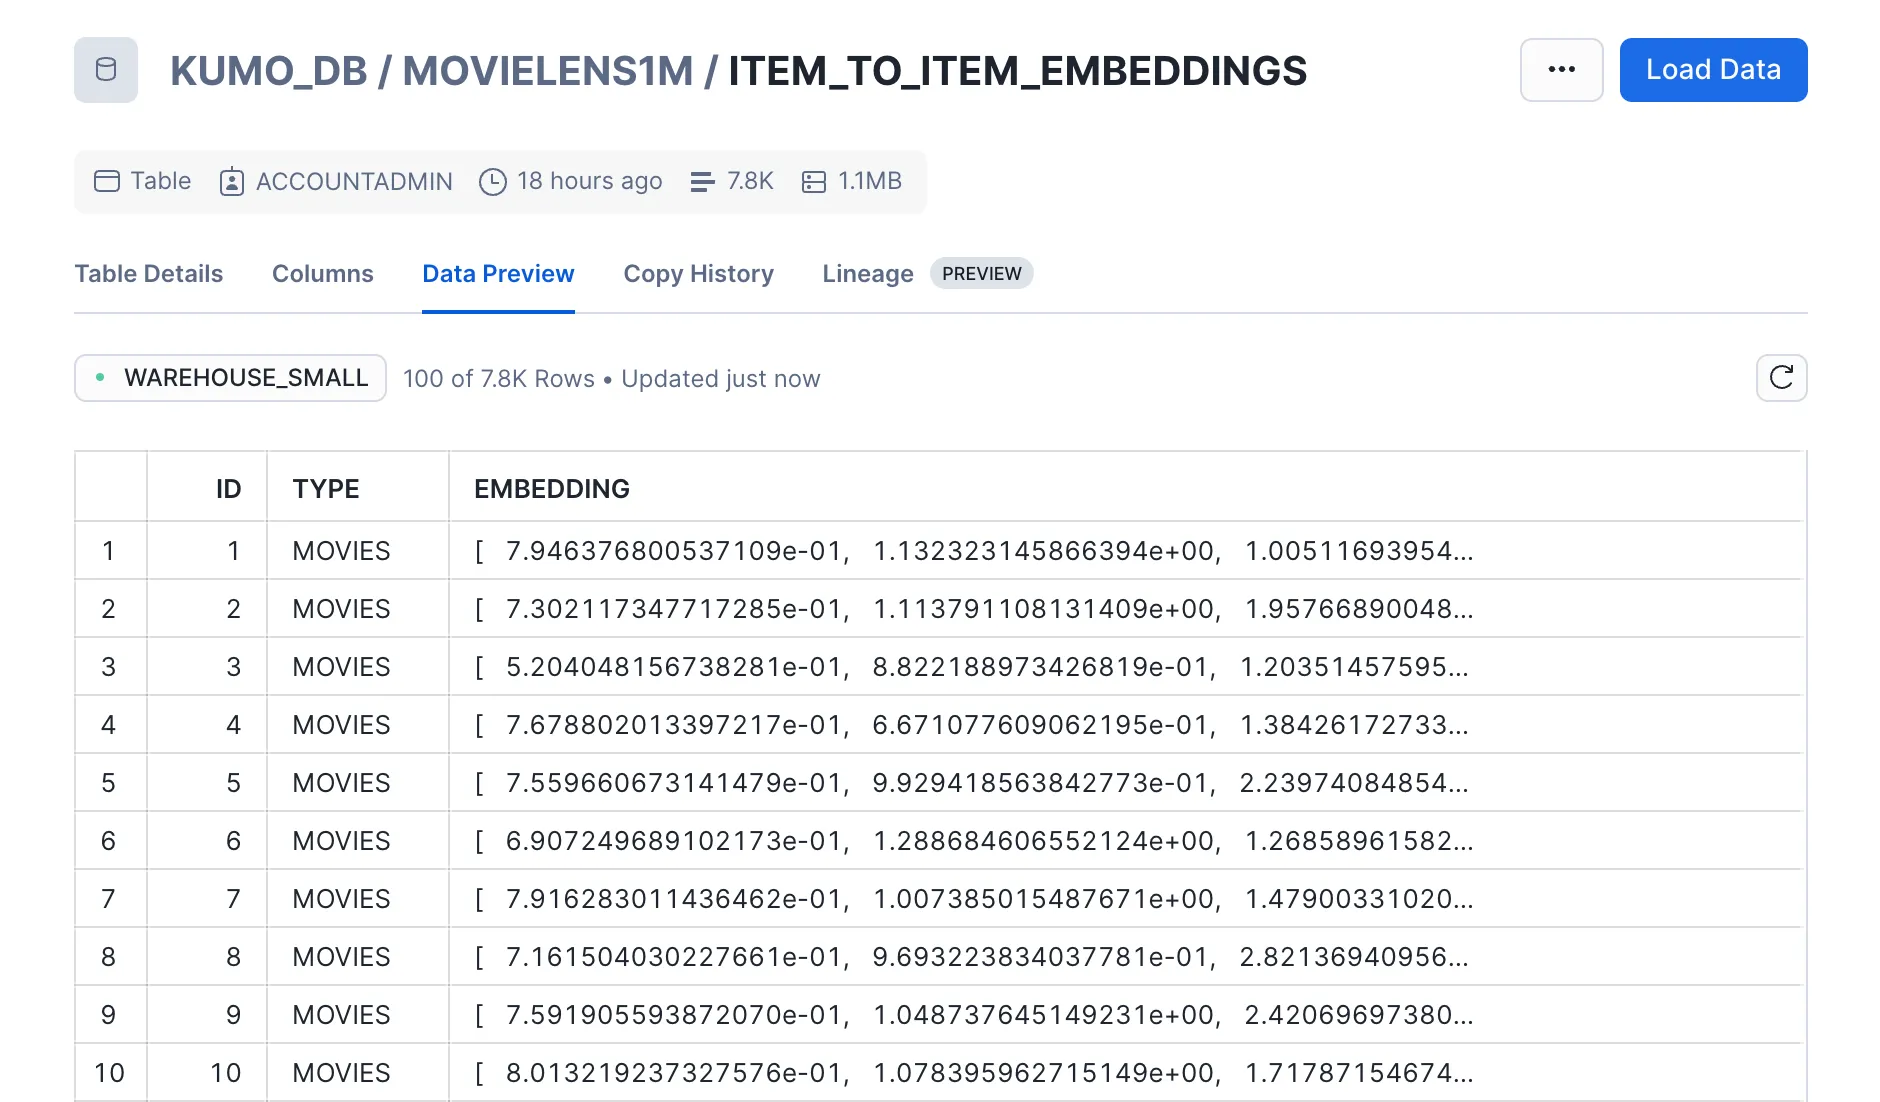 KUMO_DB / MOVIELENS1M / ITEM_TO_ITEM_EMBEDDINGS ... Load Data
Table ACCOUNTADMIN 18 hours ago 7.8K 1.1MB
Table Details Columns Data Preview Copy History Lineage PREVIEW
WAREHOUSE_SMALL 100 of 7.8K Rows • Updated just now
ID TYPE EMBEDDING
1 1 MOVIES [ 7.946376800537109e-01, 1.132323145866394e+00, 1.00511693954...
2 2 MOVIES [ 7.302117347717285e-01, 1.113791108131409e+00, 1.95766890048...
3 3 MOVIES [ 5.204048156738281e-01, 8.822188973426819e-01, 1.20351457595...
4 4 MOVIES [ 7.678802013397217e-01, 6.671077609062195e-01, 1.38426172733...
5 5 MOVIES [ 7.559660673141479e-01, 9.929418563842773e-01, 2.23974084854...
6 6 MOVIES [ 6.907249689102173e-01, 1.288684606552124e+00, 1.26858961582...
7 7 MOVIES [ 7.916283011436462e-01, 1.007385015487671e+00, 1.47900331020...
8 8 MOVIES [ 7.161504030227661e-01, 9.693223834037781e-01, 2.82136940956...
9 9 MOVIES [ 7.591905593872070e-01, 1.048737645149231e+00, 2.42069697380...
10 10 MOVIES [ 8.013219237327576e-01, 1.078395962715149e+00, 1.71787154674...